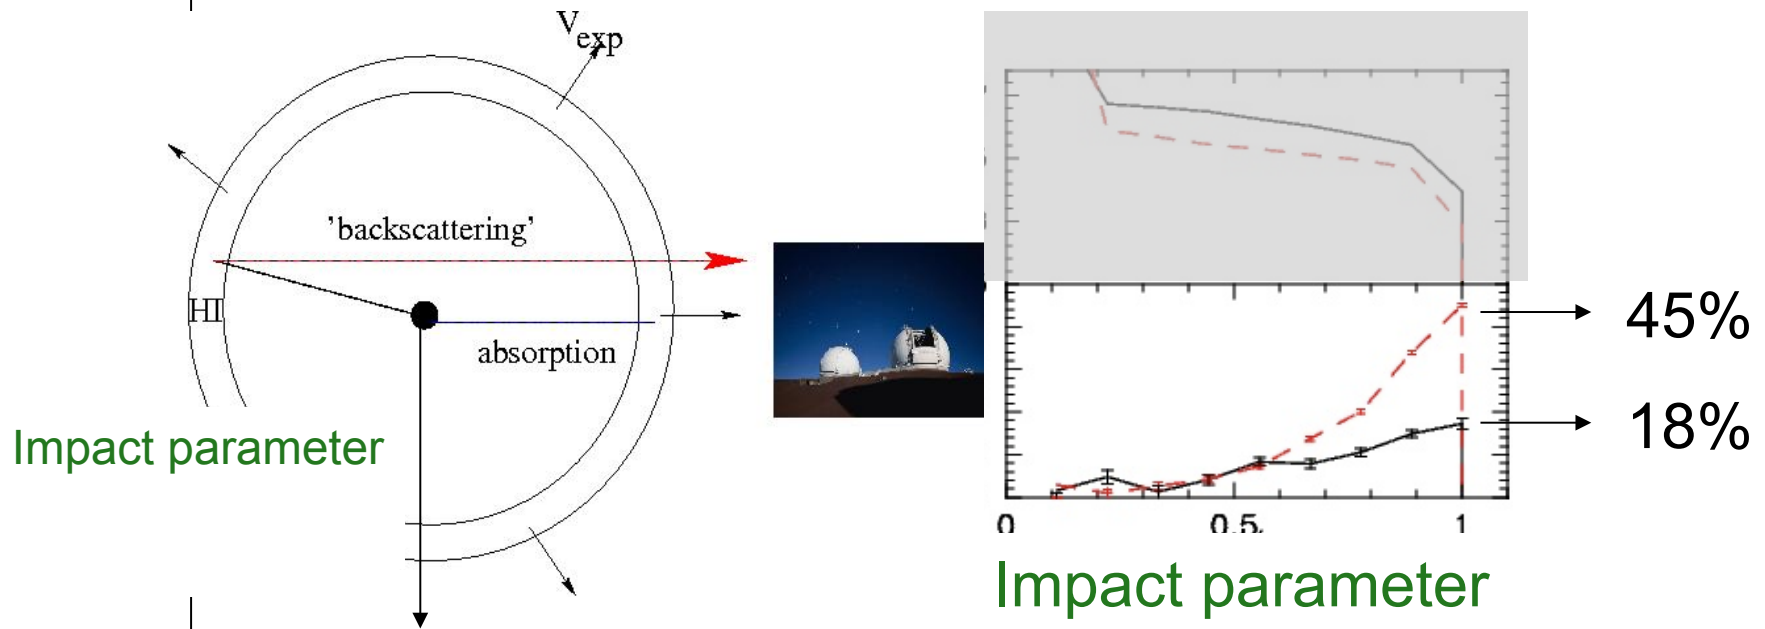 Vexp
'backscattering'
HI
absorption
Impact parameter
45%
18%
0 0.5 1
Impact parameter